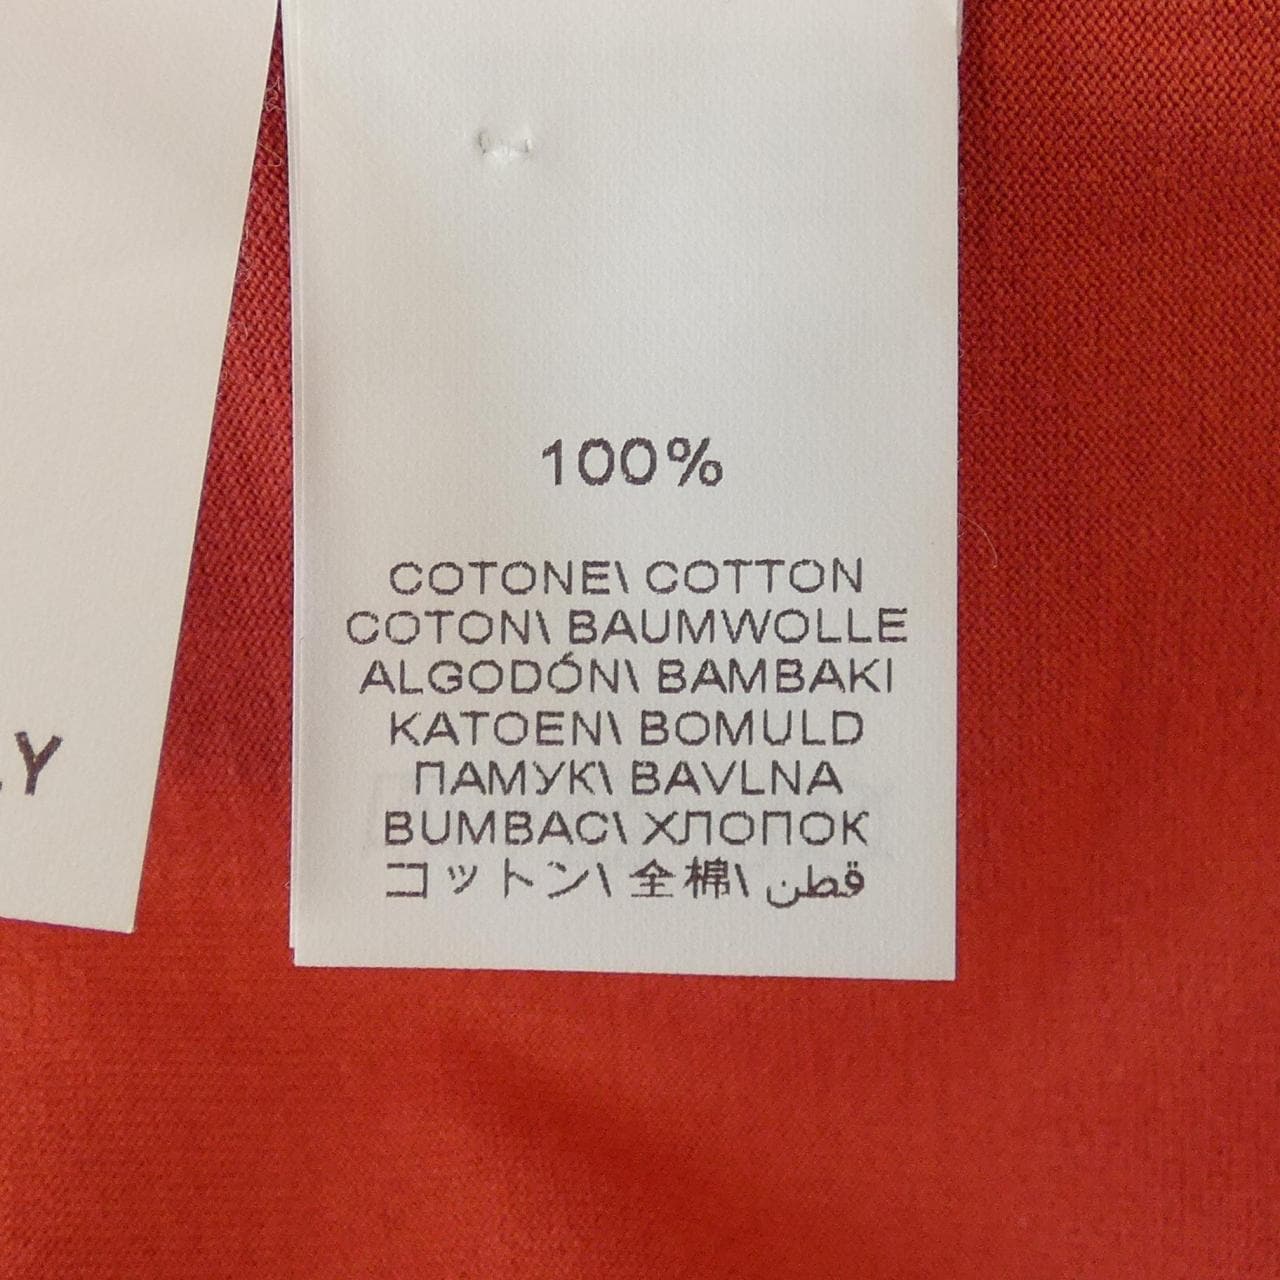 100%
COTONE\ COTTON
COTON\ BAUMWOLLE
ALGODÓN\ BAMBAKI
KATOEN\ BOMULD
ПАМУК\ BAVLNA
BUMBAC\ ХЛОПОК
コットン\ 全棉\ قطن